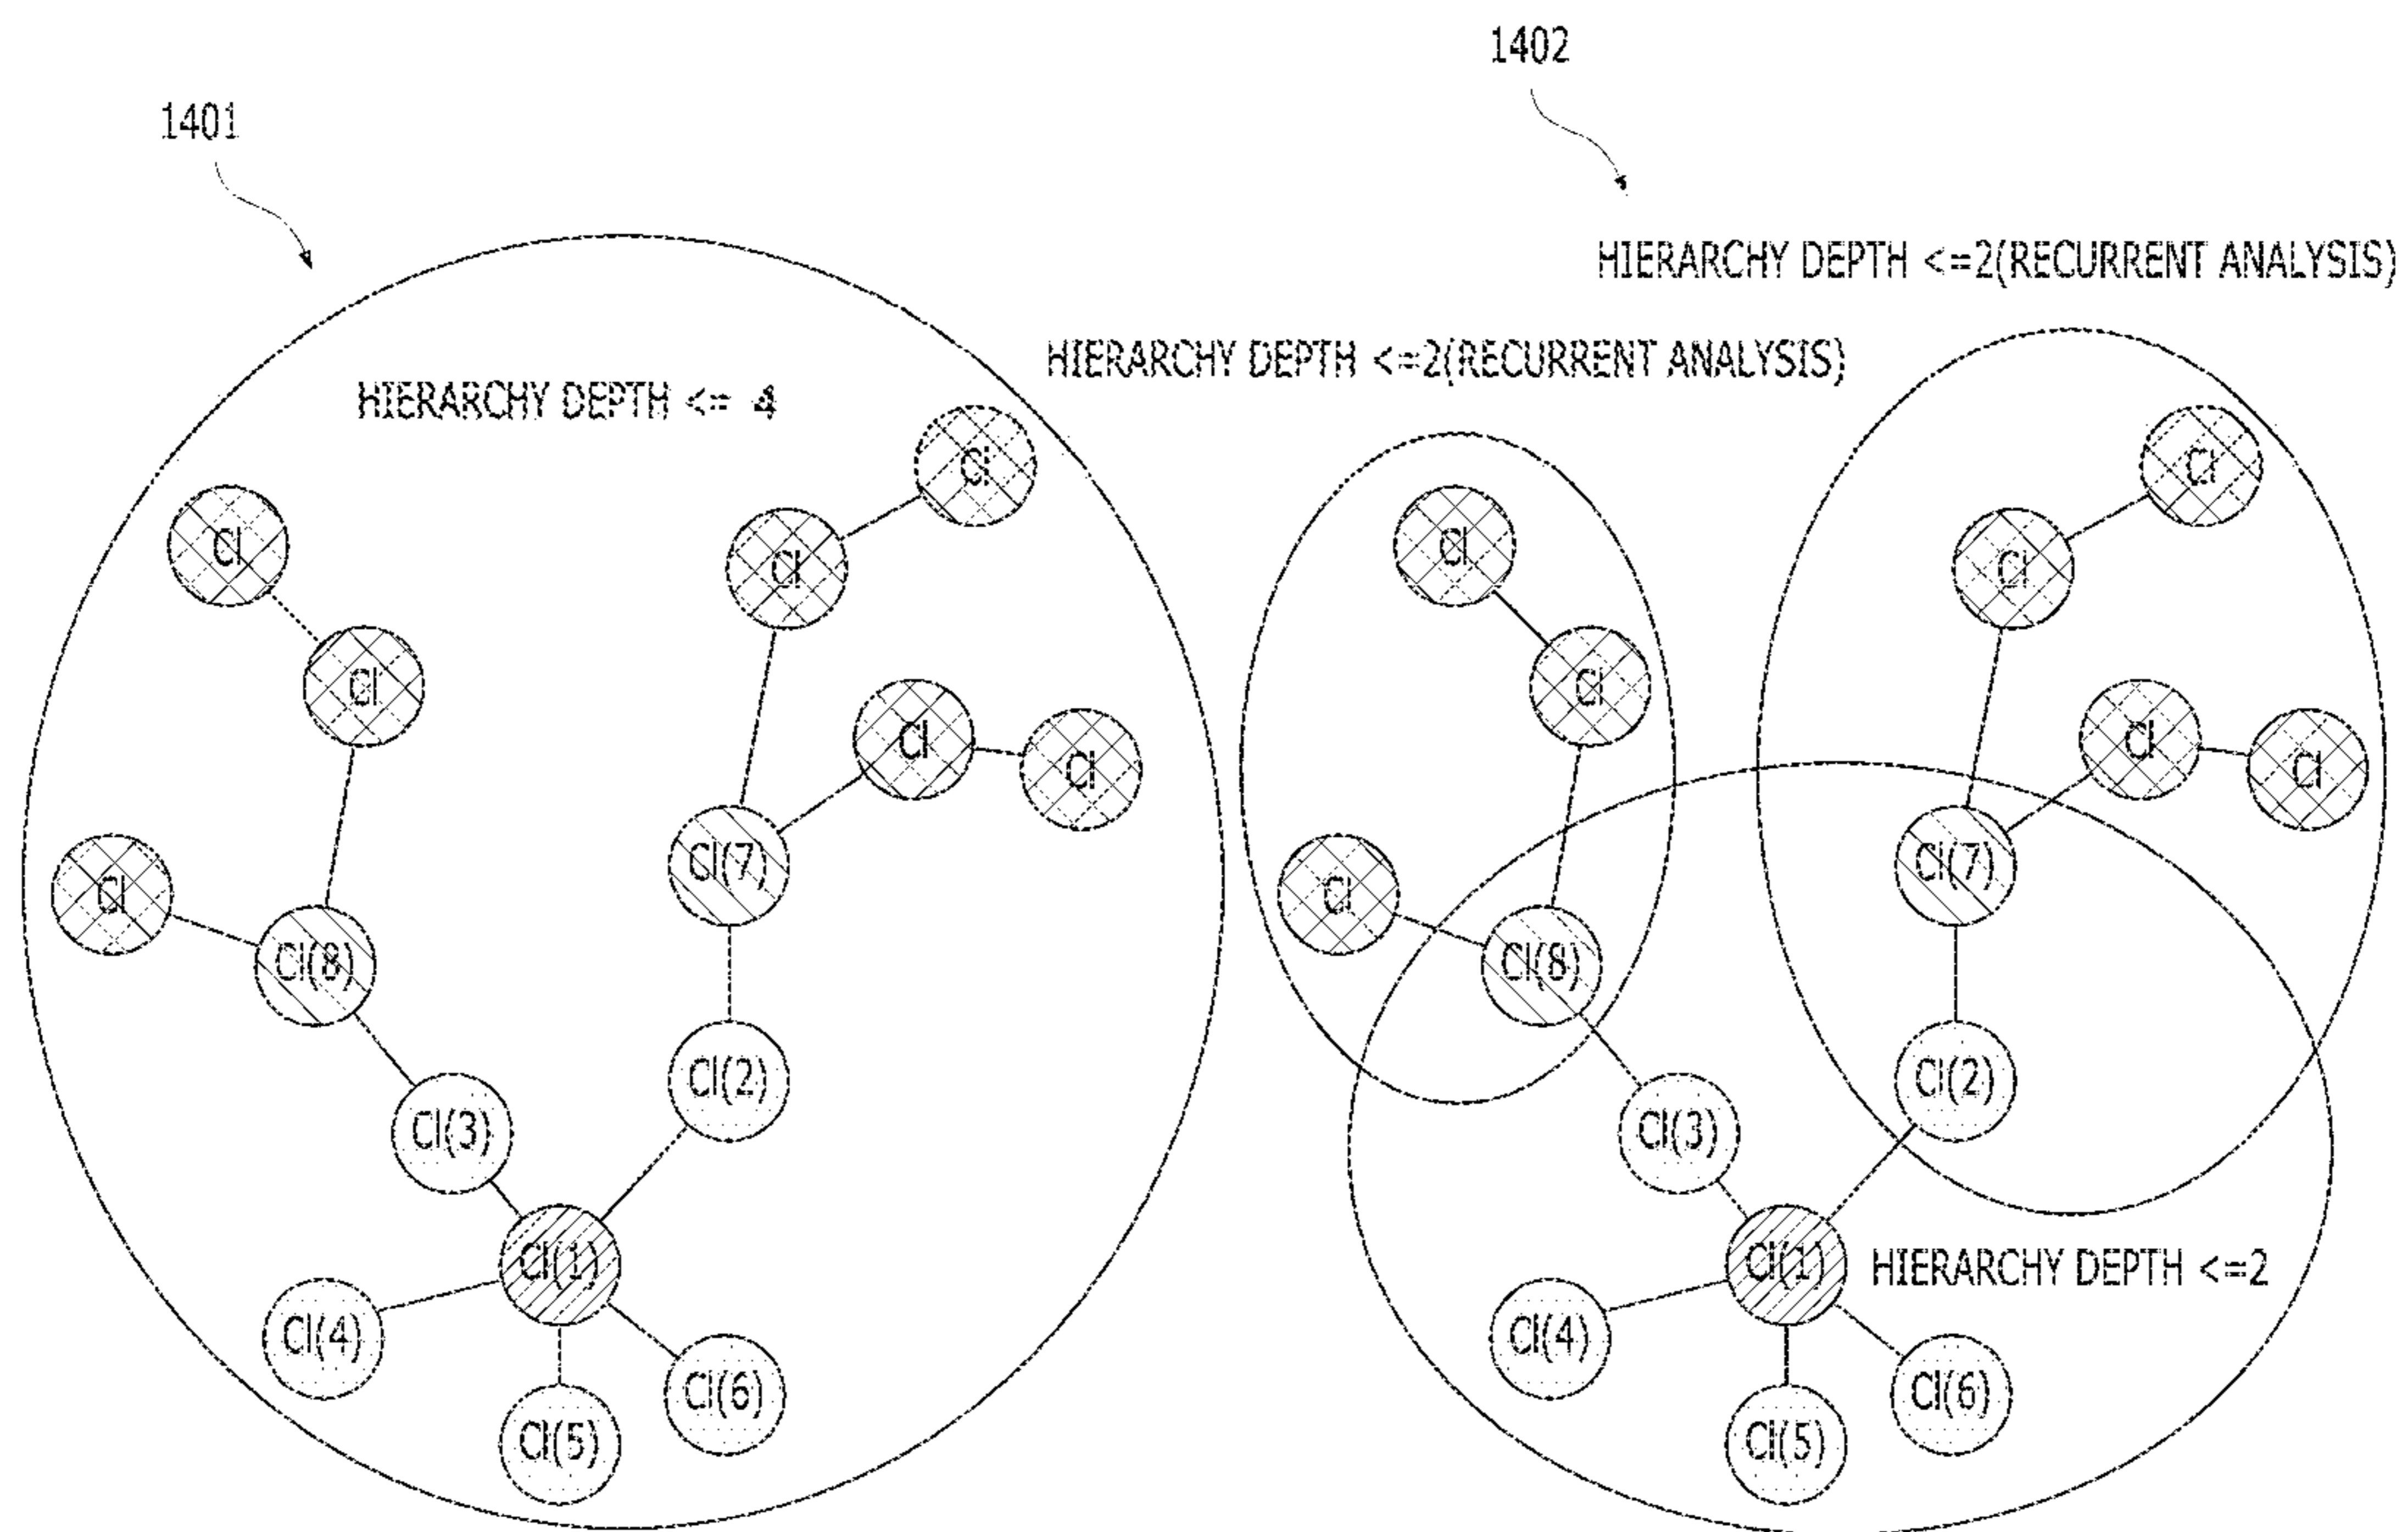 1402
1401
HIERARCHY DEPTH <=2(RECURRENT ANALYSIS)
HIERARCHY DEPTH <=2(RECURRENT ANALYSIS)
HIERARCHY DEPTH <= 4
CI
CI
CI
CI
CI
CI
CI
CI(7)
CI(8)
CI(2)
CI(3)
CI(1)
CI(4)
CI(6)
CI(5)
CI
CI
CI
CI
CI
CI
CI
CI(7)
CI(8)
CI(2)
CI(3)
CI(1)
HIERARCHY DEPTH <=2
CI(4)
CI(6)
CI(5)